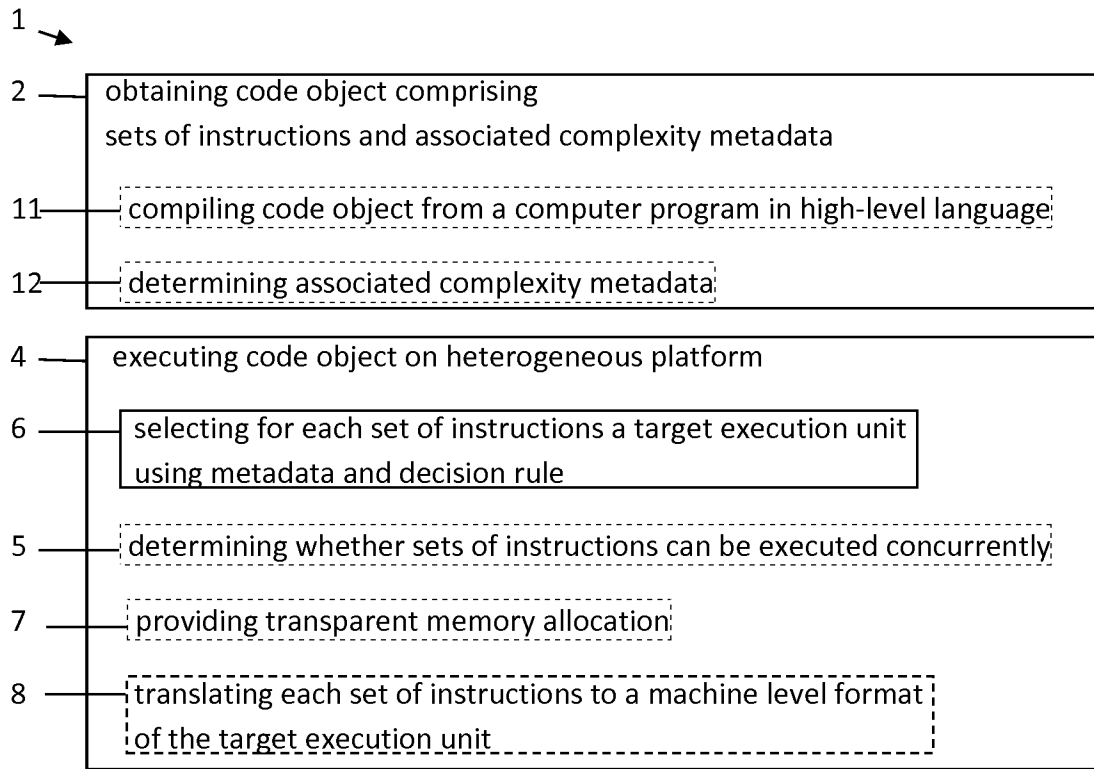 1
2 obtaining code object comprising
sets of instructions and associated complexity metadata
11 compiling code object from a computer program in high-level language
12 determining associated complexity metadata
4 executing code object on heterogeneous platform
6 selecting for each set of instructions a target execution unit
using metadata and decision rule
5 determining whether sets of instructions can be executed concurrently
7 providing transparent memory allocation
8 translating each set of instructions to a machine level format
of the target execution unit